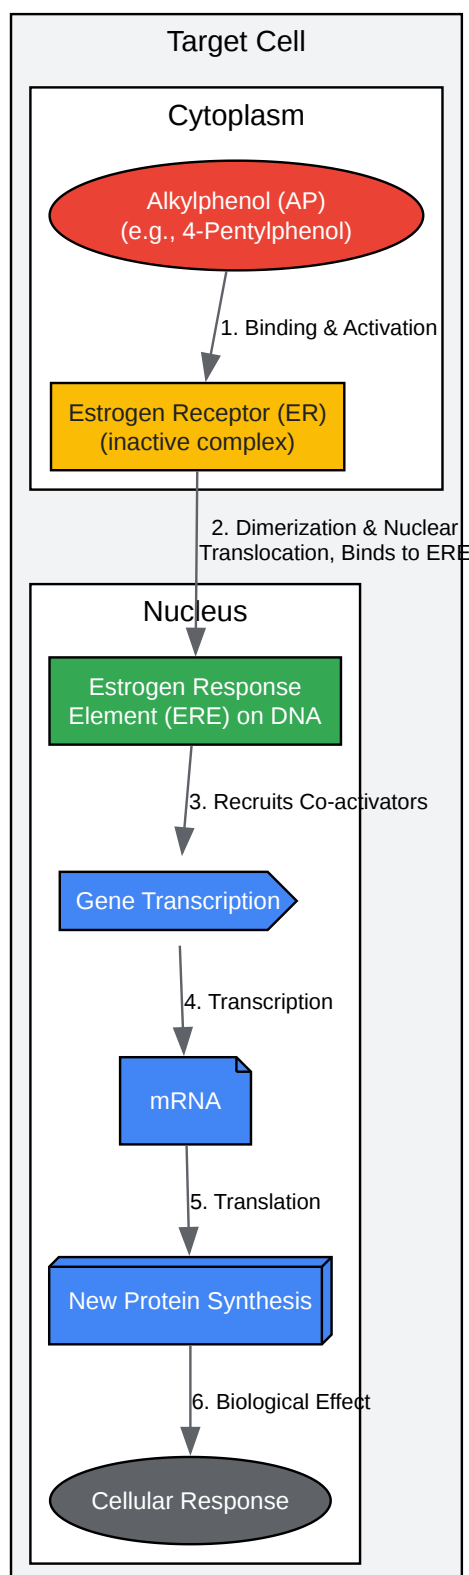 Target Cell
Cytoplasm
Alkylphenol (AP)
(e.g., 4-Pentylphenol)
1. Binding & Activation
Estrogen Receptor (ER)
(inactive complex)
2. Dimerization & Nuclear
Translocation, Binds to ERE
Nucleus
Estrogen Response
Element (ERE) on DNA
3. Recruits Co-activators
Gene Transcription
4. Transcription
mRNA
5. Translation
New Protein Synthesis
6. Biological Effect
Cellular Response